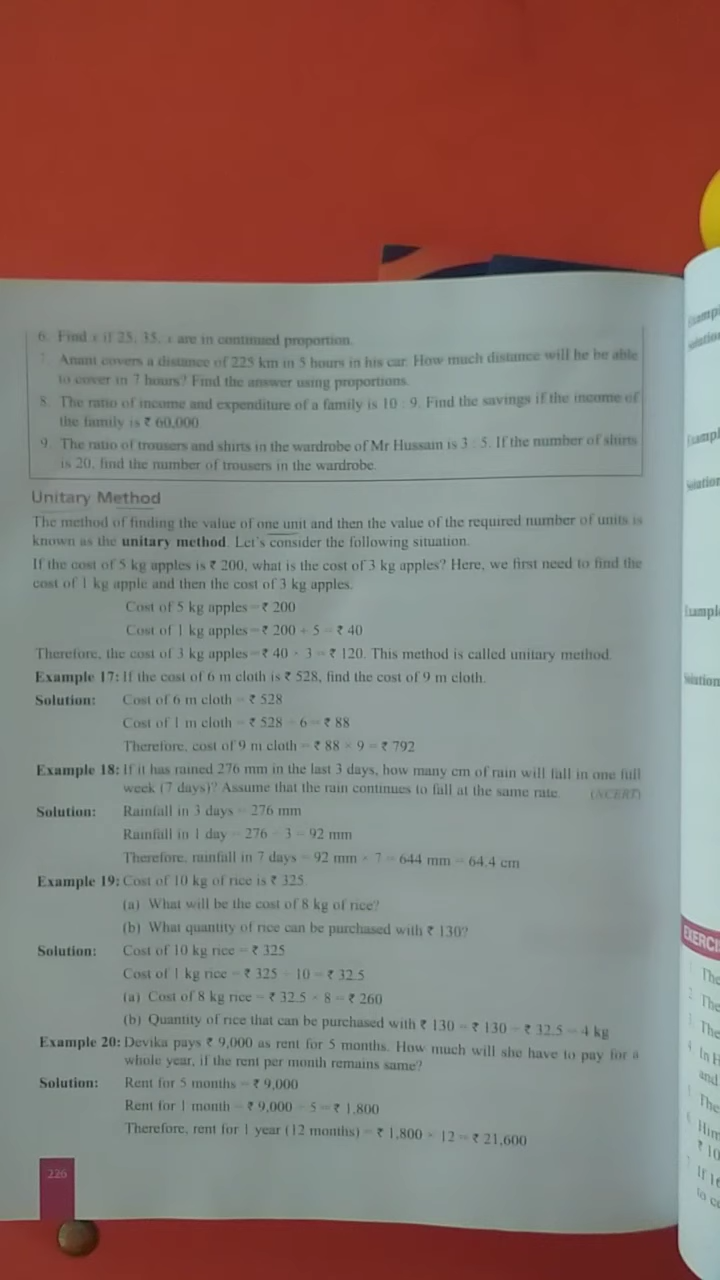 6. Find x if 25, 35, x are in continued proportion.
7. Anant covers a distance of 225 km in 5 hours in his car. How much distance will he be able
to cover in 7 hours? Find the answer using proportions.
8. The ratio of income and expenditure of a family is 10 : 9. Find the savings if the income of
the family is ₹ 60,000.
9. The ratio of trousers and shirts in the wardrobe of Mr Hussain is 3 : 5. If the number of shirts
is 20, find the number of trousers in the wardrobe.
Unitary Method
The method of finding the value of one unit and then the value of the required number of units is
known as the unitary method. Let's consider the following situation.
If the cost of 5 kg apples is ₹ 200, what is the cost of 3 kg apples? Here, we first need to find the
cost of 1 kg apple and then the cost of 3 kg apples.
Cost of 5 kg apples = ₹ 200
Cost of 1 kg apples = ₹ 200 ÷ 5 = ₹ 40
Therefore, the cost of 3 kg apples = ₹ 40 × 3 = ₹ 120. This method is called unitary method.
Example 17: If the cost of 6 m cloth is ₹ 528, find the cost of 9 m cloth.
Solution: Cost of 6 m cloth = ₹ 528
Cost of 1 m cloth = ₹ 528 ÷ 6 = ₹ 88
Therefore, cost of 9 m cloth = ₹ 88 × 9 = ₹ 792
Example 18: If it has rained 276 mm in the last 3 days, how many cm of rain will fall in one full
week (7 days)? Assume that the rain continues to fall at the same rate. (NCERT)
Solution: Rainfall in 3 days = 276 mm
Rainfall in 1 day = 276 ÷ 3 = 92 mm
Therefore, rainfall in 7 days = 92 mm × 7 = 644 mm = 64.4 cm
Example 19: Cost of 10 kg of rice is ₹ 325.
(a) What will be the cost of 8 kg of rice?
(b) What quantity of rice can be purchased with ₹ 130?
Solution: Cost of 10 kg rice = ₹ 325
Cost of 1 kg rice = ₹ 325 ÷ 10 = ₹ 32.5
(a) Cost of 8 kg rice = ₹ 32.5 × 8 = ₹ 260
(b) Quantity of rice that can be purchased with ₹ 130 = ₹ 130 ÷ ₹ 32.5 = 4 kg
Example 20: Devika pays ₹ 9,000 as rent for 5 months. How much will she have to pay for a
whole year, if the rent per month remains same?
Solution: Rent for 5 months = ₹ 9,000
Rent for 1 month = ₹ 9,000 ÷ 5 = ₹ 1,800
Therefore, rent for 1 year (12 months) = ₹ 1,800 × 12 = ₹ 21,600
226
EXERCI
The
The
The
In H
and
The
Him
₹ 10
If 16
to co